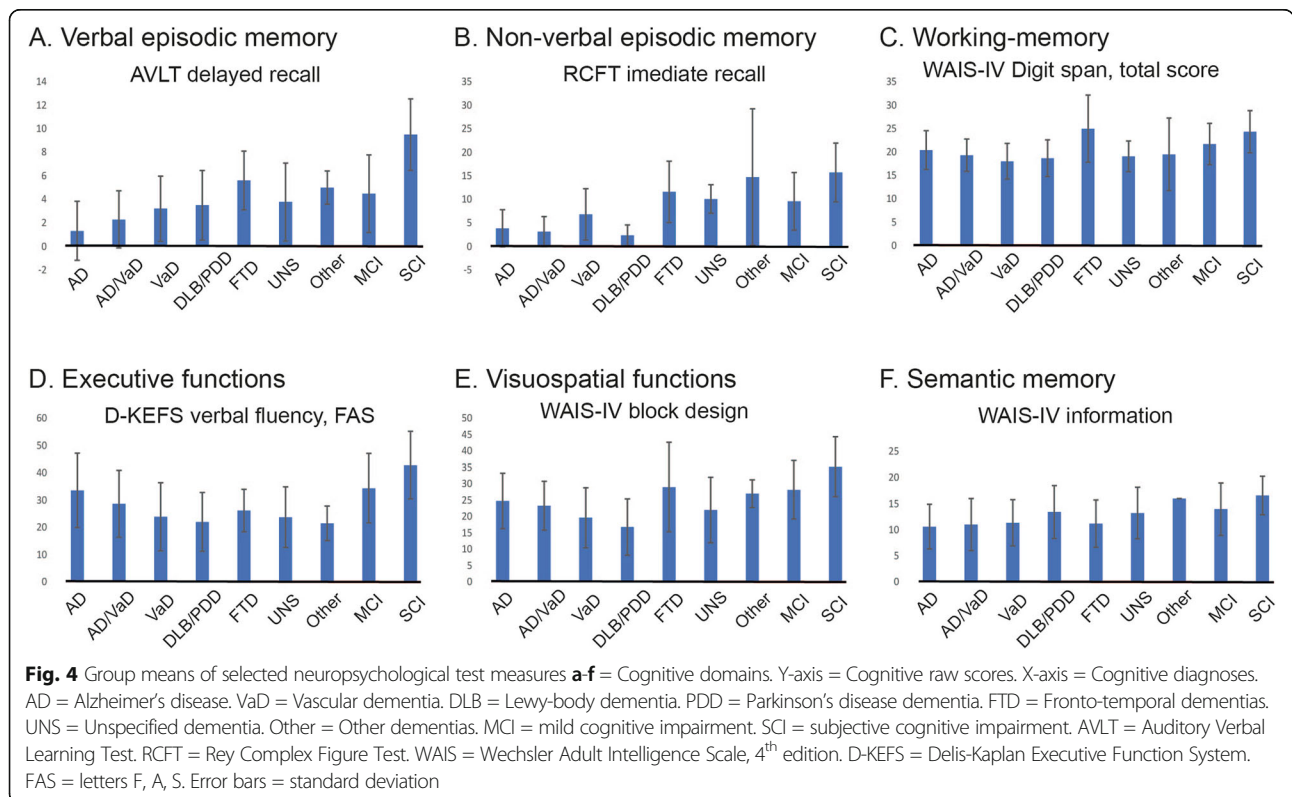 A. Verbal episodic memory
AVLT delayed recall
14
12
10
8
6
4
2
0
-2
AD
AD/VaD
VaD
DLB/PDD
FTD
UNS
Other
MCI
SCI
B. Non-verbal episodic memory
RCFT imediate recall
35
30
25
20
15
10
5
0
-5
AD
AD/VaD
VaD
DLB/PDD
FTD
UNS
Other
MCI
SCI
C. Working-memory
WAIS-IV Digit span, total score
35
30
25
20
15
10
5
0
AD
AD/VaD
VaD
DLB/PDD
FTD
UNS
Other
MCI
SCI
D. Executive functions
D-KEFS verbal fluency, FAS
60
50
40
30
20
10
0
AD
AD/VaD
VaD
DLB/PDD
FTD
UNS
Other
MCI
SCI
E. Visuospatial functions
WAIS-IV block design
50
45
40
35
30
25
20
15
10
5
0
AD
AD/VaD
VaD
DLB/PDD
FTD
UNS
Other
MCI
SCI
F. Semantic memory
WAIS-IV information
20
15
10
5
0
AD
AD/VaD
VaD
DLB/PDD
FTD
UNS
Other
MCI
SCI
Fig. 4 Group means of selected neuropsychological test measures a-f = Cognitive domains. Y-axis = Cognitive raw scores. X-axis = Cognitive diagnoses.
AD = Alzheimer's disease. VaD = Vascular dementia. DLB = Lewy-body dementia. PDD = Parkinson's disease dementia. FTD = Fronto-temporal dementias.
UNS = Unspecified dementia. Other = Other dementias. MCI = mild cognitive impairment. SCI = subjective cognitive impairment. AVLT = Auditory Verbal
Learning Test. RCFT = Rey Complex Figure Test. WAIS = Wechsler Adult Intelligence Scale, 4th edition. D-KEFS = Delis-Kaplan Executive Function System.
FAS = letters F, A, S. Error bars = standard deviation